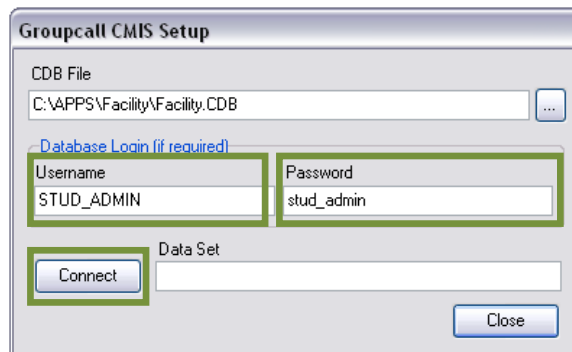 Groupcall CMIS Setup
CDB File
C:\APPS\Facility\Facility.CDB
...
Database Login (if required)
Username
Password
STUD_ADMIN
stud_admin
Data Set
Connect
Close